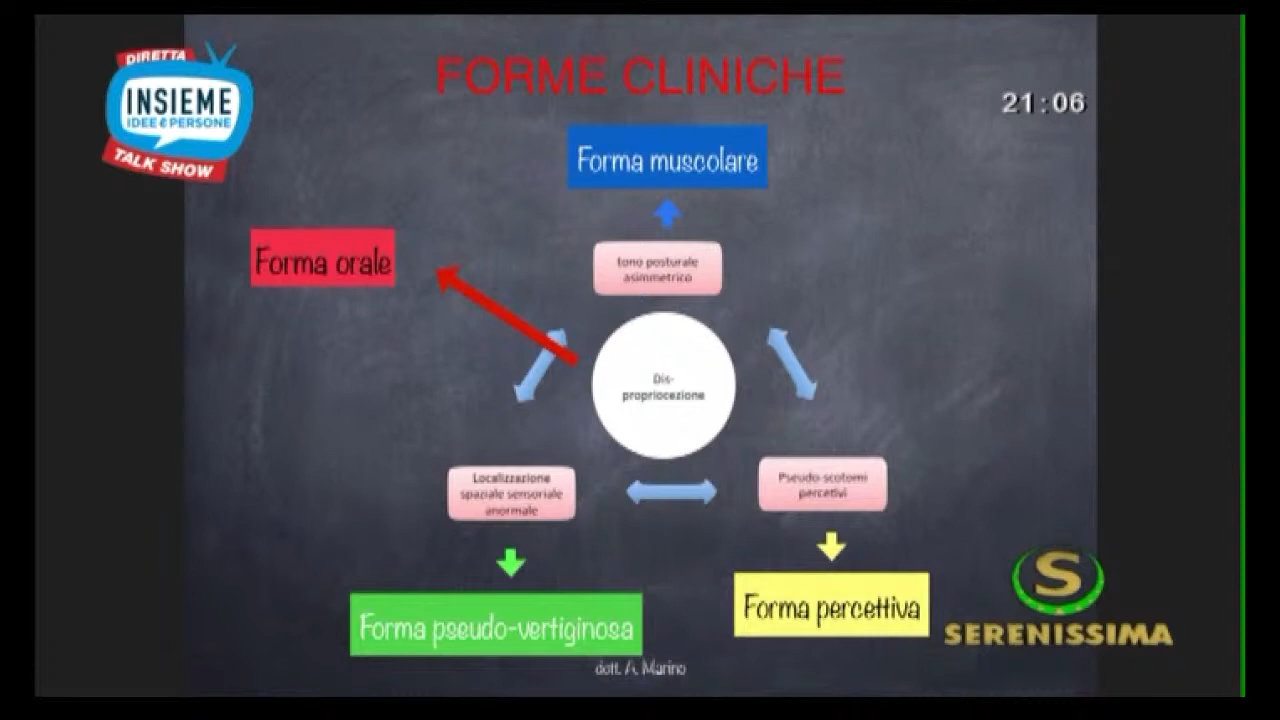 DIRETTA
INSIEME
IDEE E PERSONE
TALK SHOW
FORME CLINICHE
21:06
Forma muscolare
tono posturale
asimmetrico
Forma orale
Dis-
propriocezione
Localizzazione
spaziale sensoriale
anormale
Pseudo-scotomi
percetivi
Forma pseudo-vertiginosa
Forma percettiva
S
SERENISSIMA
dott. A. Marino